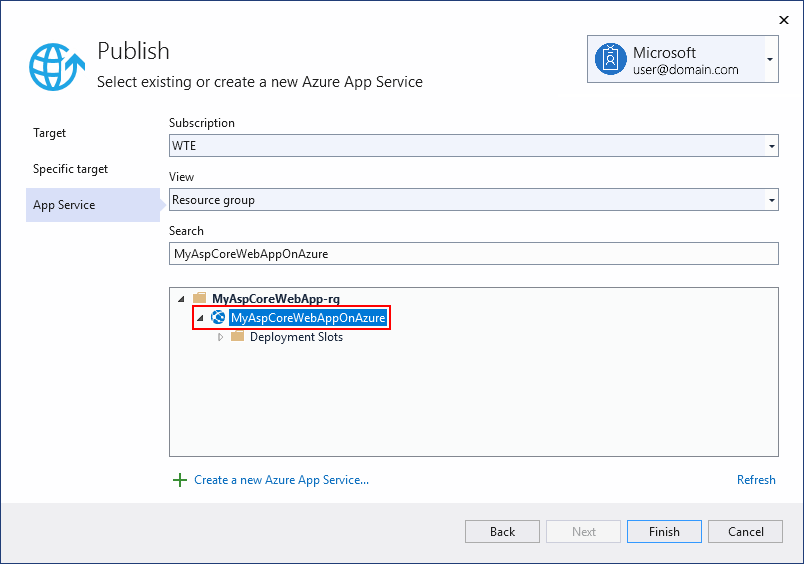 Publish
Select existing or create a new Azure App Service
Microsoft
user@domain.com
Target
Specific target
App Service
Subscription
WTE
View
Resource group
Search
MyAspCoreWebAppOnAzure
MyAspCoreWebApp-rg
MyAspCoreWebAppOnAzure
Deployment Slots
Create a new Azure App Service...
Refresh
Back
Next
Finish
Cancel